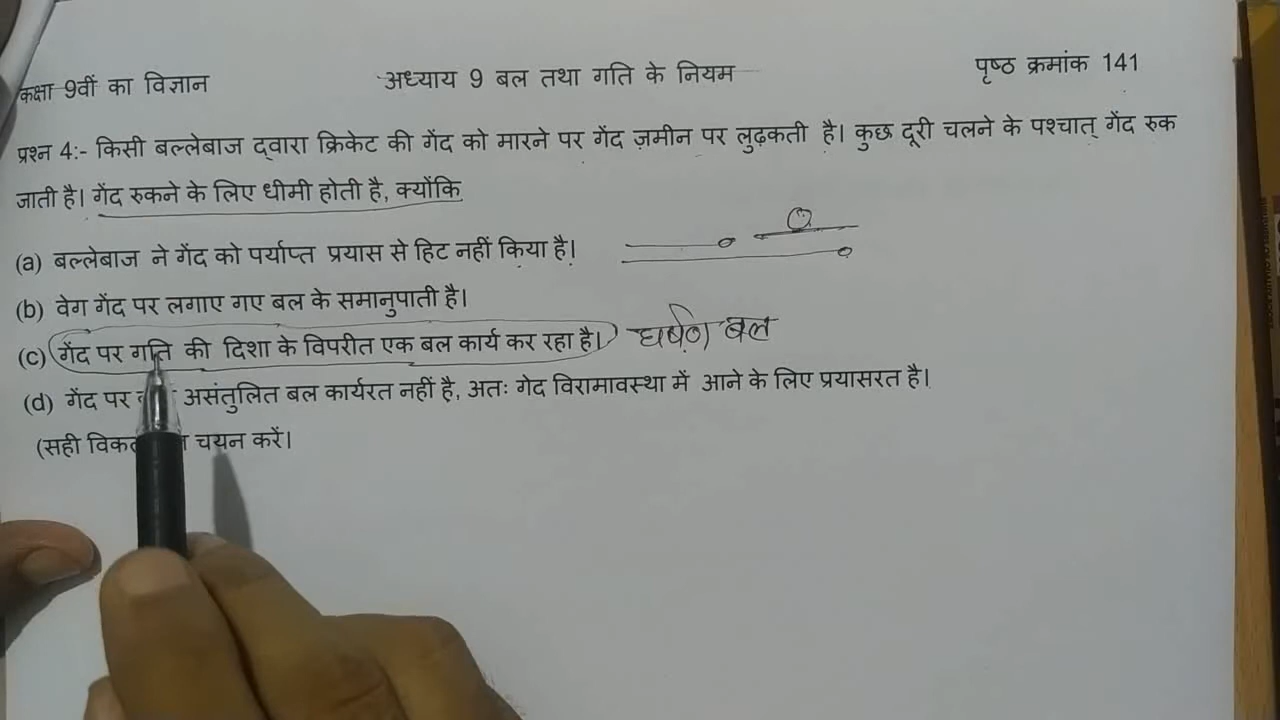 कक्षा 9वीं का विज्ञान अध्याय 9 बल तथा गति के नियम पृष्ठ क्रमांक 141
प्रश्न 4:- किसी बल्लेबाज द्वारा क्रिकेट की गेंद को मारने पर गेंद ज़मीन पर लुढ़कती है। कुछ दूरी चलने के पश्चात् गेंद रुक
जाती है। गेंद रुकने के लिए धीमी होती है, क्योंकि
(a) बल्लेबाज ने गेंद को पर्याप्त प्रयास से हिट नहीं किया है।
(b) वेग गेंद पर लगाए गए बल के समानुपाती है।
(c) गेंद पर गति की दिशा के विपरीत एक बल कार्य कर रहा है। घर्षण बल
(d) गेंद पर असंतुलित बल कार्यरत नहीं है, अतः गेद विरामावस्था में आने के लिए प्रयासरत है।
(सही चयन करें।